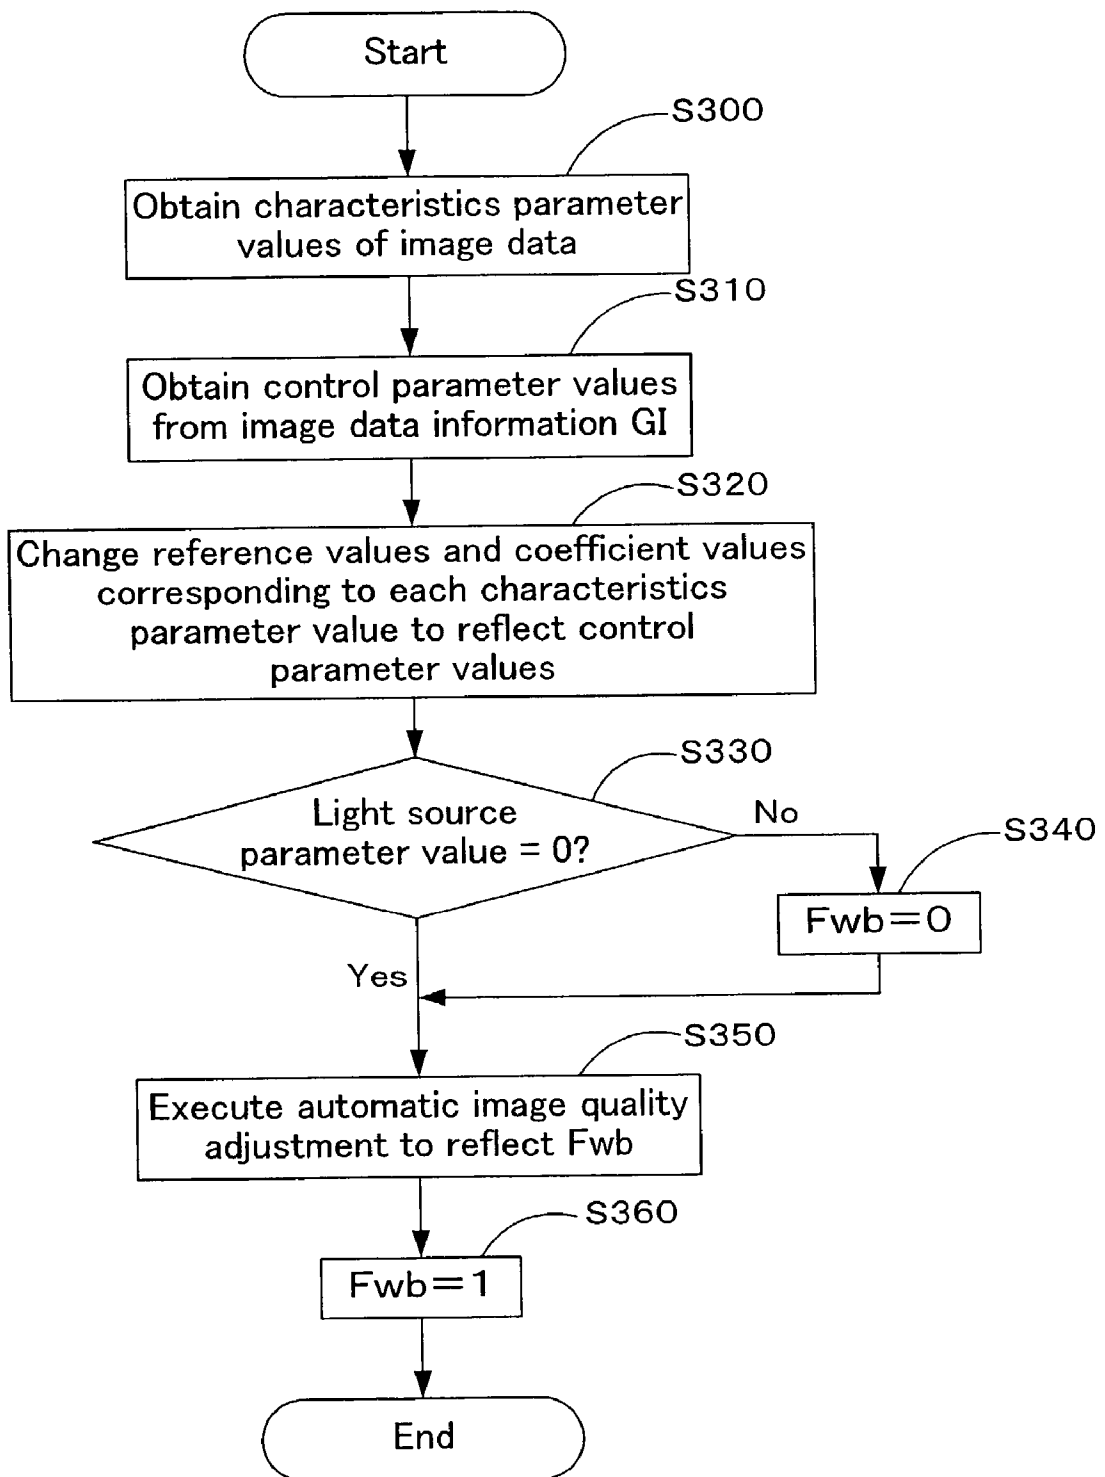 Start
S300
Obtain characteristics parameter
values of image data
S310
Obtain control parameter values
from image data information GI
S320
Change reference values and coefficient values
corresponding to each characteristics
parameter value to reflect control
parameter values
S330
Light source
parameter value = 0?
No
S340
Fwb=0
Yes
S350
Execute automatic image quality
adjustment to reflect Fwb
S360
Fwb=1
End